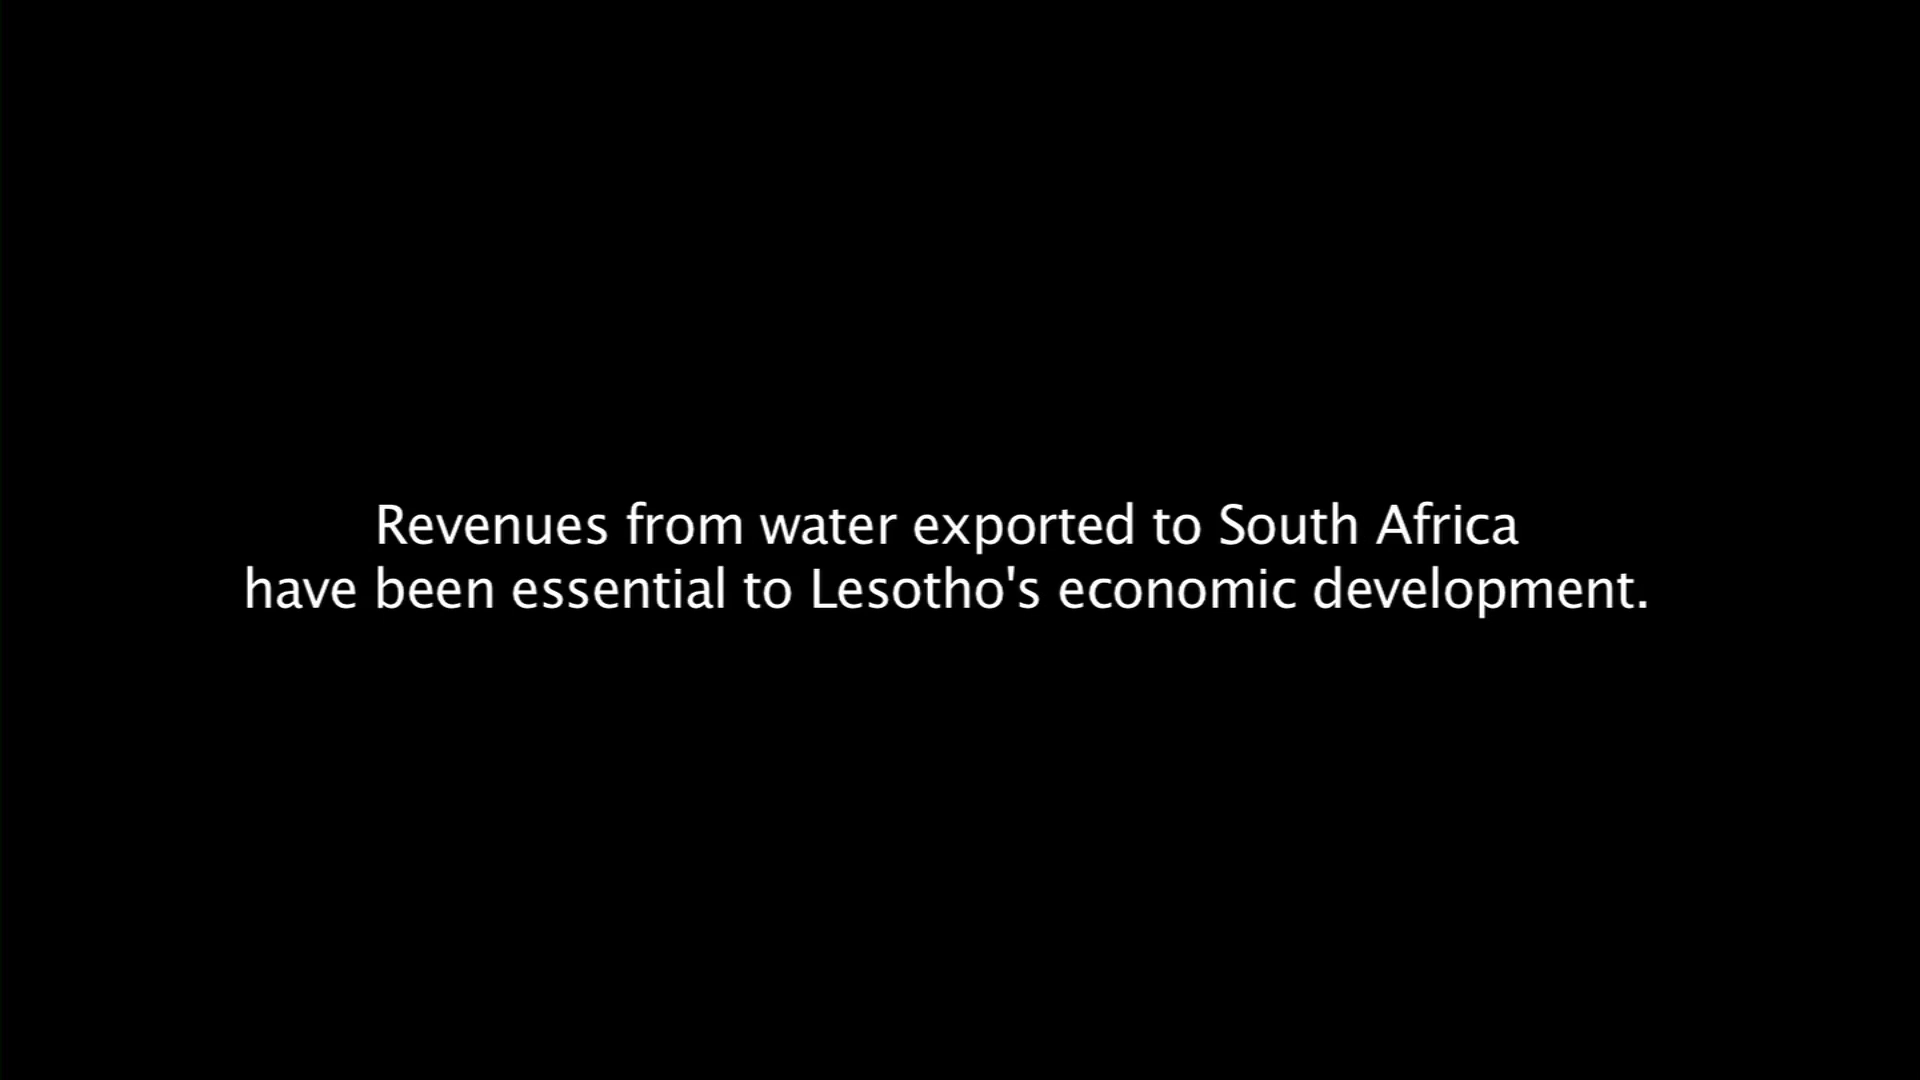 Revenues from water exported to South Africa
have been essential to Lesotho's economic development.